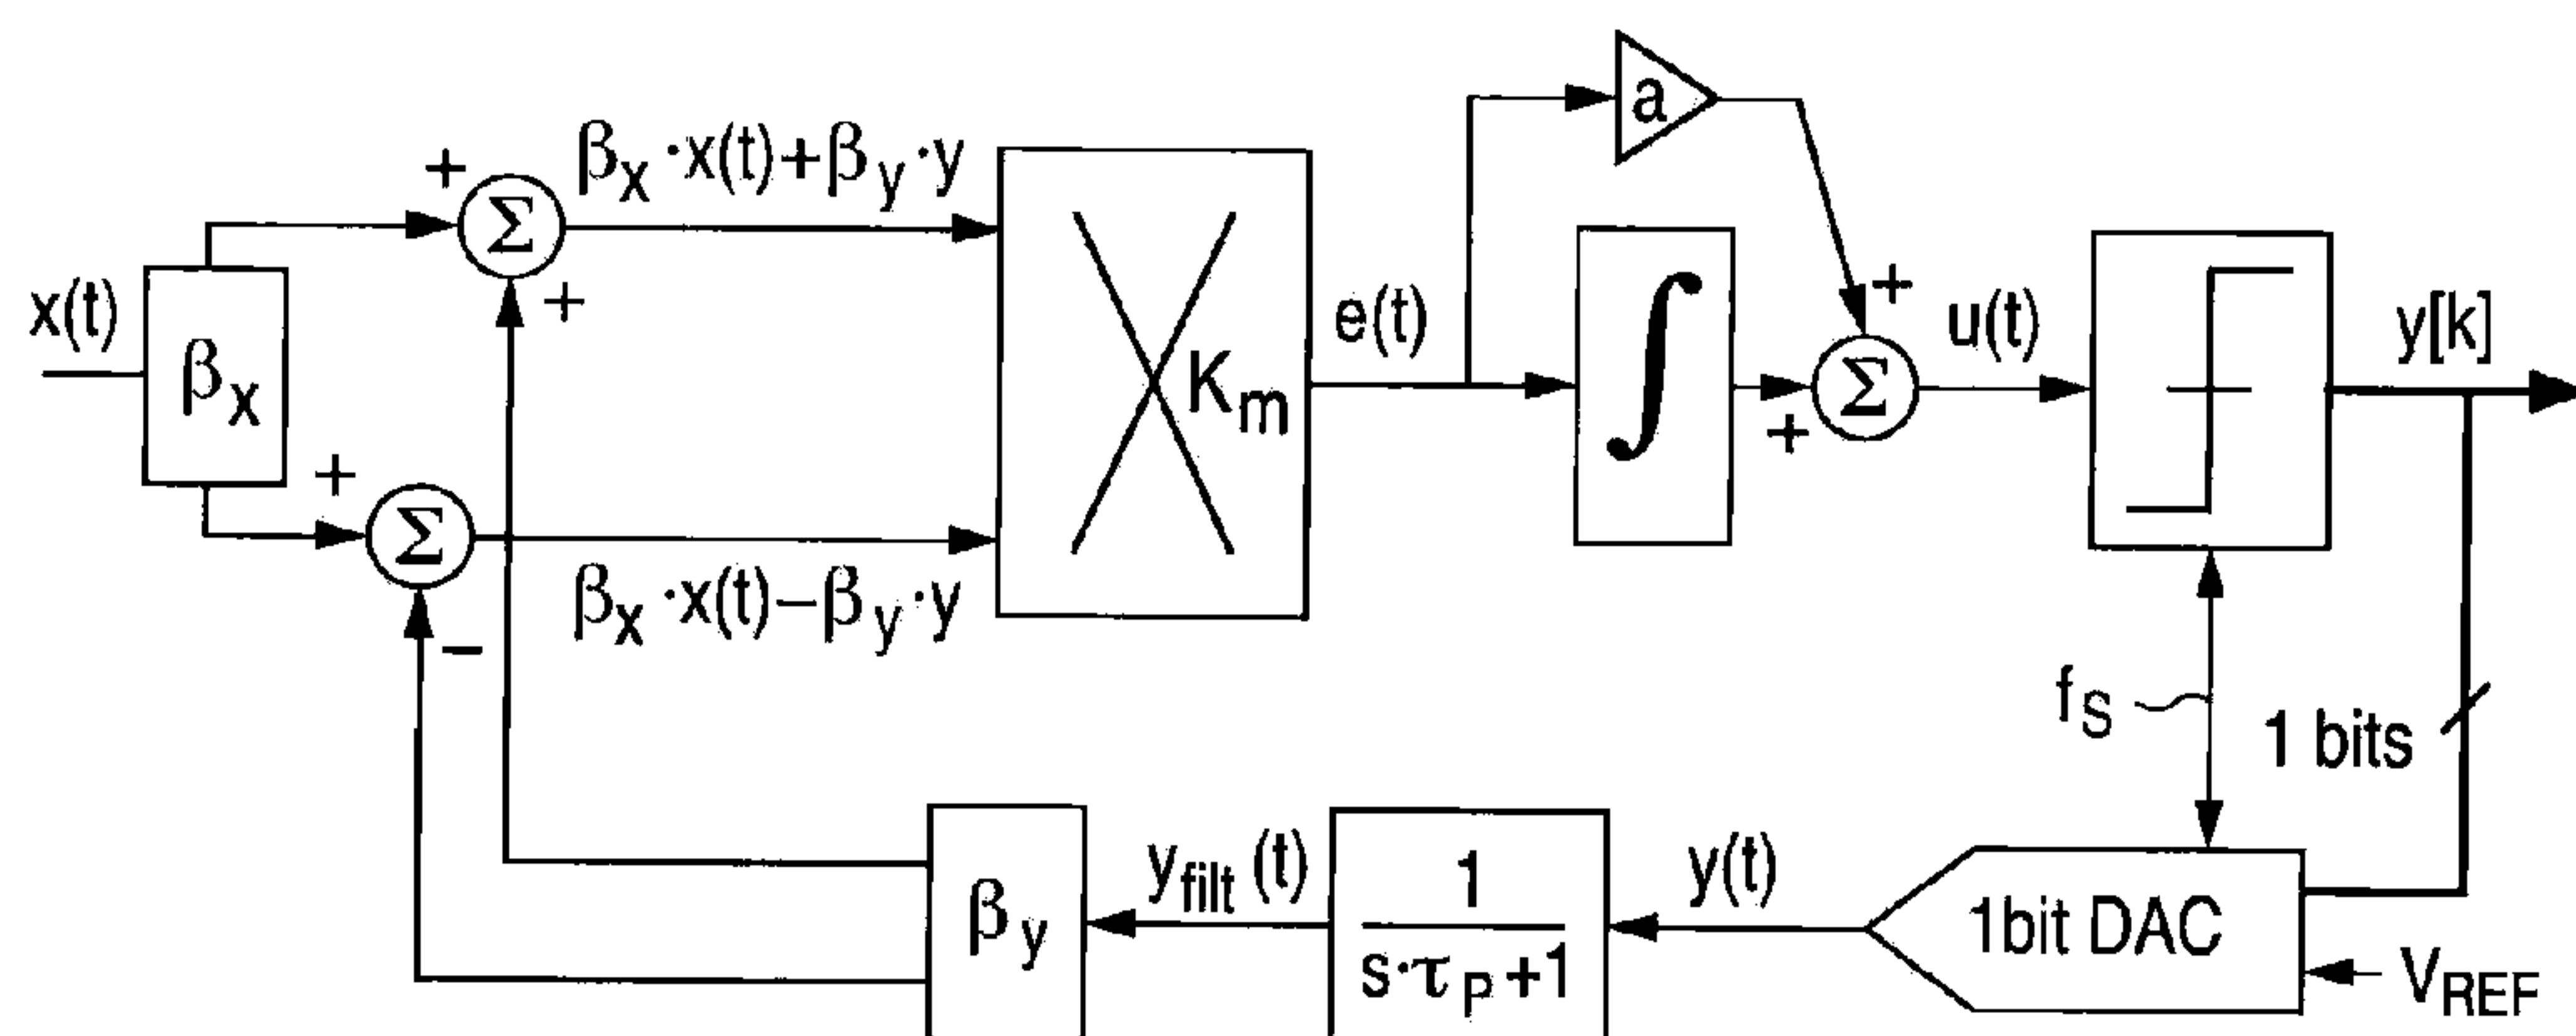 a
βx·x(t)+βy·y
+
Σ
+
x(t)
βx
+
Σ
−
βx·x(t)−βy·y
Km
e(t)
∫
+
+
Σ
u(t)
y[k]
fS
1 bits
βy
yfilt(t)
1
s·τP+1
y(t)
1bit DAC
VREF